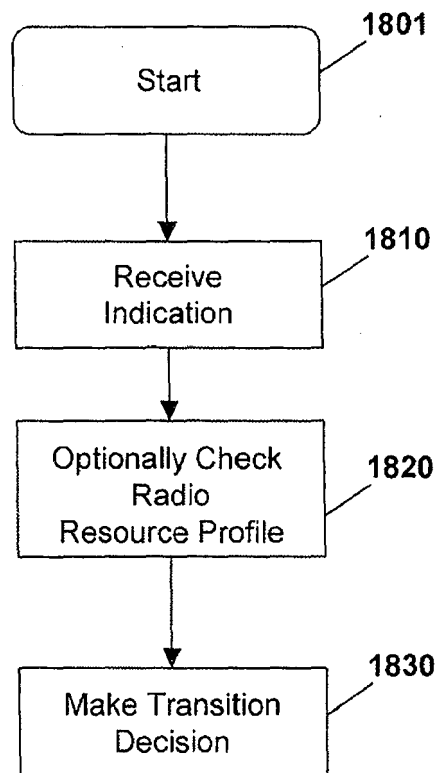 1801
Start
1810
Receive
Indication
1820
Optionally Check
Radio
Resource Profile
1830
Make Transition
Decision